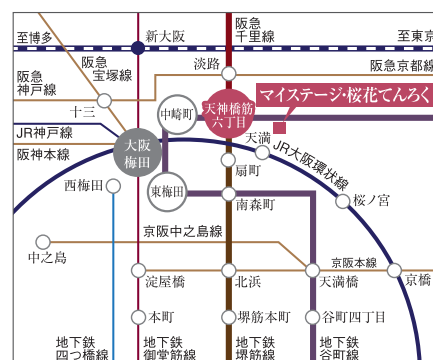 至博多
新大阪
阪急
千里線
至東京
阪急
宝塚線
淡路
阪急京都線
阪急
神戸線
十三
中崎町
天神橋筋
六丁目
マイステージ・桜花てんろく
JR神戸線
大阪
梅田
天満
阪神本線
JR大阪環状線
扇町
西梅田
東梅田
南森町
桜ノ宮
京阪中之島線
中之島
京阪本線
淀屋橋
北浜
天満橋
京橋
本町
堺筋本町
谷町四丁目
地下鉄
四つ橋線
地下鉄
御堂筋線
地下鉄
堺筋線
地下鉄
谷町線